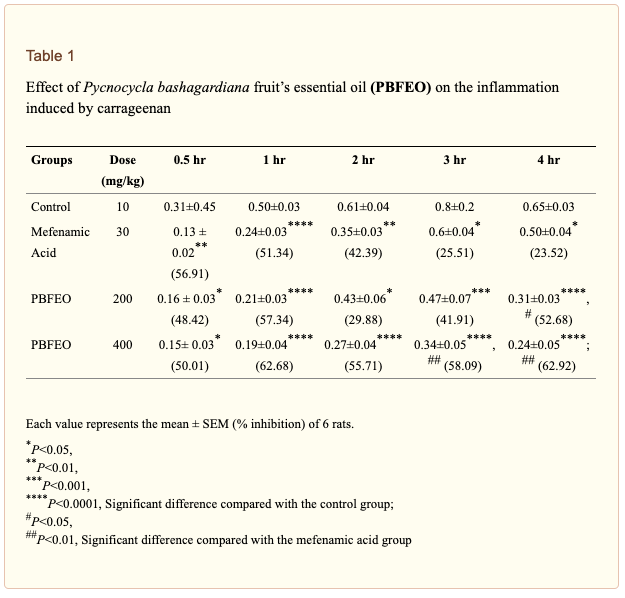 Table 1
Effect of Pycnocycla bashagardiana fruit’s essential oil (PBFEO) on the inflammation
induced by carrageenan
Groups Dose 0.5 hr 1 hr 2 hr 3 hr 4 hr
(mg/kg)
Control 10 0.31±0.45 0.50±0.03 0.61±0.04 0.8±0.2 0.65±0.03
Mefenamic 30 0.13 ± 0.24±0.03**** 0.35±0.03** 0.6±0.04* 0.50±0.04*
Acid 0.02** (51.34) (42.39) (25.51) (23.52)
(56.91)
PBFEO 200 0.16 ± 0.03* 0.21±0.03**** 0.43±0.06* 0.47±0.07*** 0.31±0.03****,
(48.42) (57.34) (29.88) (41.91) # (52.68)
PBFEO 400 0.15± 0.03* 0.19±0.04**** 0.27±0.04**** 0.34±0.05****, 0.24±0.05****;
(50.01) (62.68) (55.71) ## (58.09) ## (62.92)
Each value represents the mean ± SEM (% inhibition) of 6 rats.
*P<0.05,
**P<0.01,
***P<0.001,
****P<0.0001, Significant difference compared with the control group;
#P<0.05,
##P<0.01, Significant difference compared with the mefenamic acid group